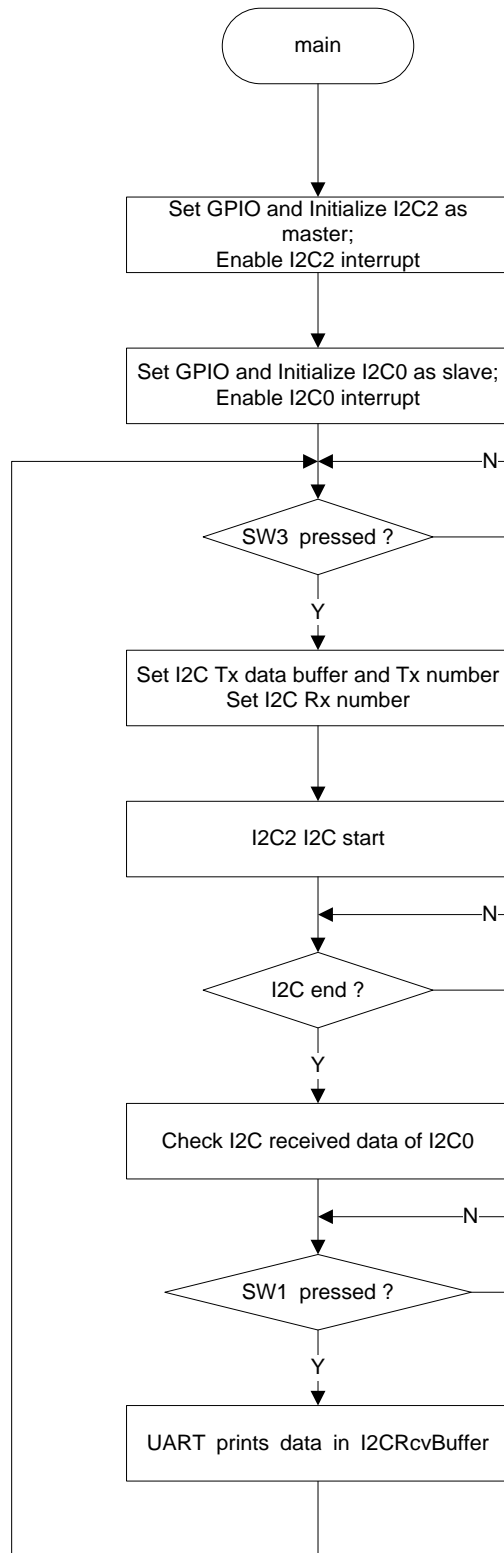 main
Set GPIO and Initialize I2C2 as
master;
Enable I2C2 interrupt
Set GPIO and Initialize I2C0 as slave;
Enable I2C0 interrupt
N
SW3 pressed ?
Y
Set I2C Tx data buffer and Tx number
Set I2C Rx number
I2C2 I2C start
N
I2C end ?
Y
Check I2C received data of I2C0
N
SW1 pressed ?
Y
UART prints data in I2CRcvBuffer